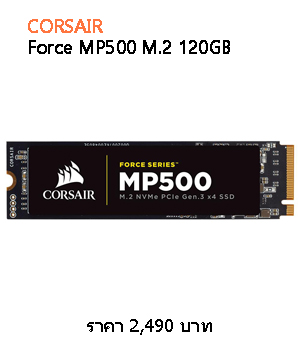 CORSAIR
Force MP500 M.2 120GB
FORCE SERIES™
CORSAIR
MP500
M.2 NVMe PCIe Gen.3 x4 SSD
ราคา 2,490 บาท